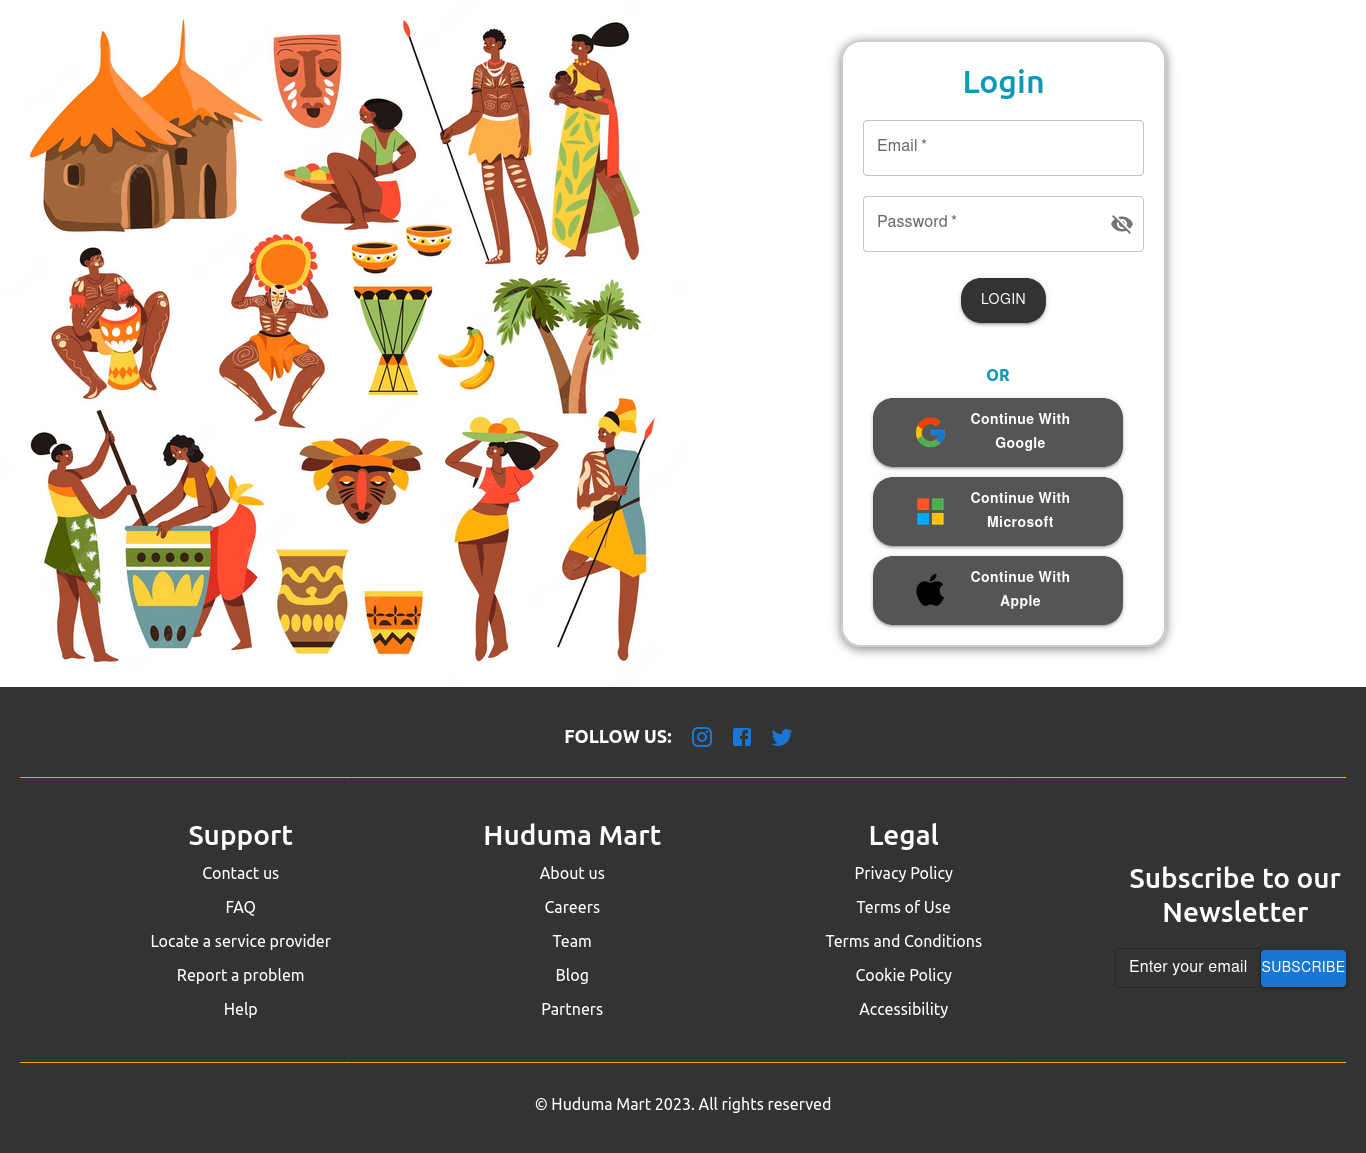 Login
Email *
Password *
LOGIN
OR
Continue With
Google
Continue With
Microsoft
Continue With
Apple
FOLLOW US:
Support
Contact us
FAQ
Locate a service provider
Report a problem
Help
Huduma Mart
About us
Careers
Team
Blog
Partners
Legal
Privacy Policy
Terms of Use
Terms and Conditions
Cookie Policy
Accessibility
Subscribe to our
Newsletter
Enter your email
SUBSCRIBE
© Huduma Mart 2023. All rights reserved